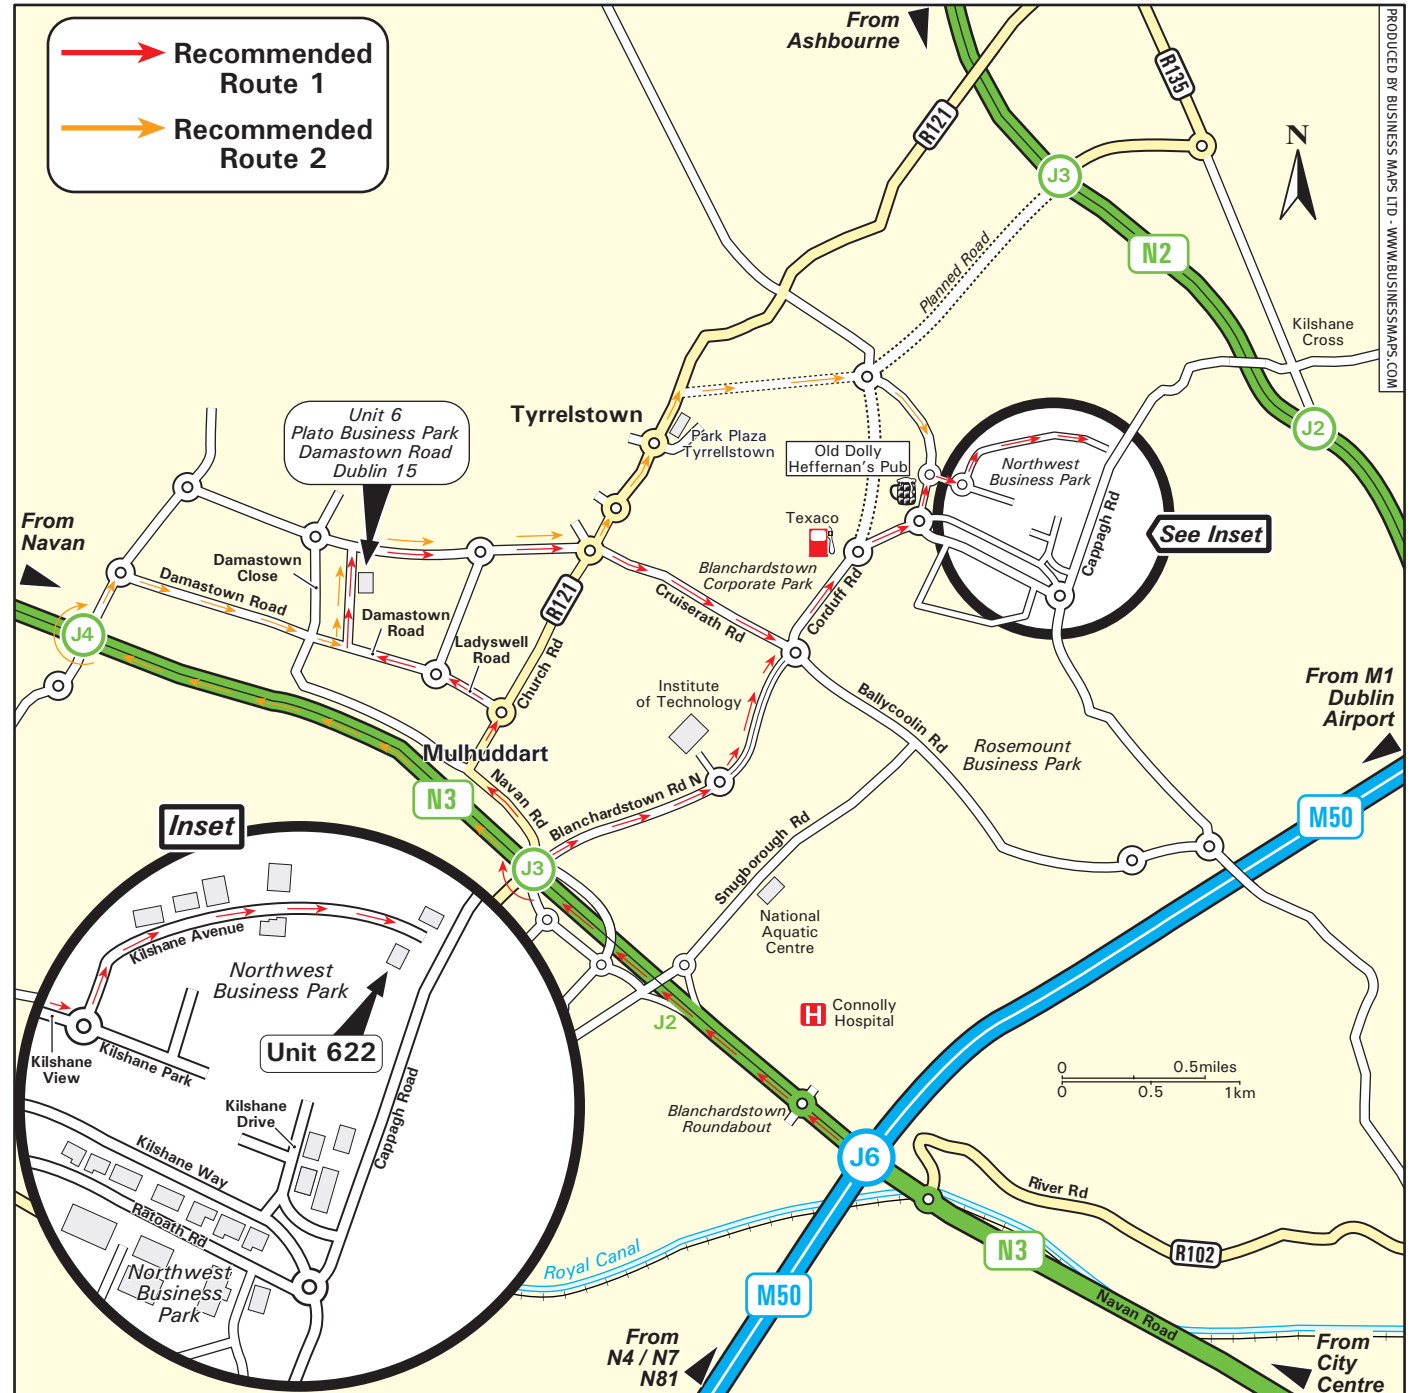 Recommended
Route 1
Recommended
Route 2
From
Ashbourne
R121
R135
N
PRODUCED BY BUSINESS MAPS LTD - WWW.BUSINESSMAPS.COM
J3
N2
Planned Road
Kilshane
Cross
J2
Unit 6
Plato Business Park
Damastown Road
Dublin 15
Tyrrelstown
Park Plaza
Tyrrellstown
Old Dolly
Heffernan's Pub
Northwest
Business Park
Cappagh Rd
See Inset
Texaco
Blanchardstown
Corporate Park
Corduff Rd
From
Navan
Damastown
Close
Damastown Road
Damastown
Road
Ladyswell
Road
R121
Church Rd
Cruiserath Rd
J4
Institute
of Technology
Ballycoolin Rd
Rosemount
Business Park
From M1
Dublin
Airport
Mulhuddart
N3
Navan Rd
Blanchardstown Rd N
Snugborough Rd
M50
J3
National
Aquatic
Centre
J2
H
Connolly
Hospital
0
0.5miles
0
0.5
1km
Blanchardstown
Roundabout
J6
River Rd
R102
N3
Royal Canal
M50
Navan Road
From
N4 / N7
N81
From
City
Centre
Inset
Kilshane Avenue
Northwest
Business Park
Unit 622
Kilshane
View
Kilshane Park
Kilshane
Drive
Cappagh Road
Kilshane Way
Ratoath Rd
Northwest
Business
Park